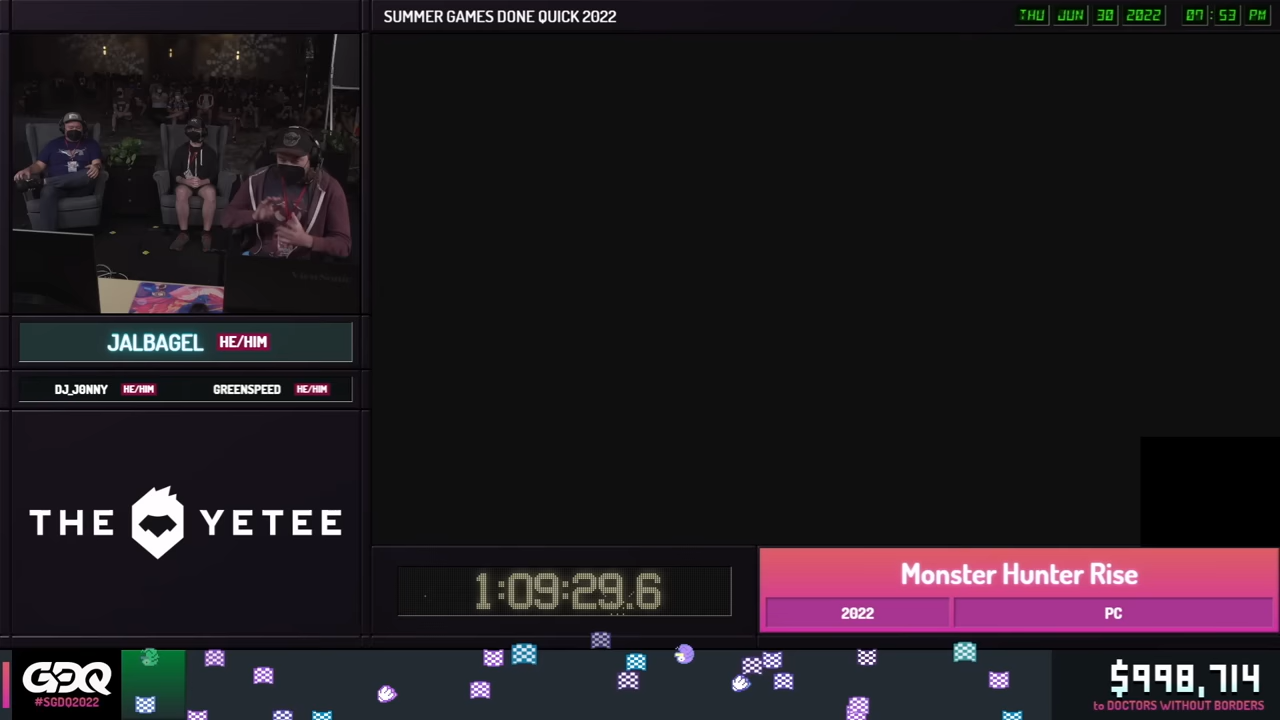 SUMMER GAMES DONE QUICK 2022
THU JUN 30 2022 07:53 PM
JALBAGEL HE/HIM
DJ_J0NNY HE/HIM GREENSPEED HE/HIM
THE YETEE
1:09:29.6
Monster Hunter Rise
2022 PC
GDQ
#SGDQ2022
$998,714
to DOCTORS WITHOUT BORDERS
ViewSonic